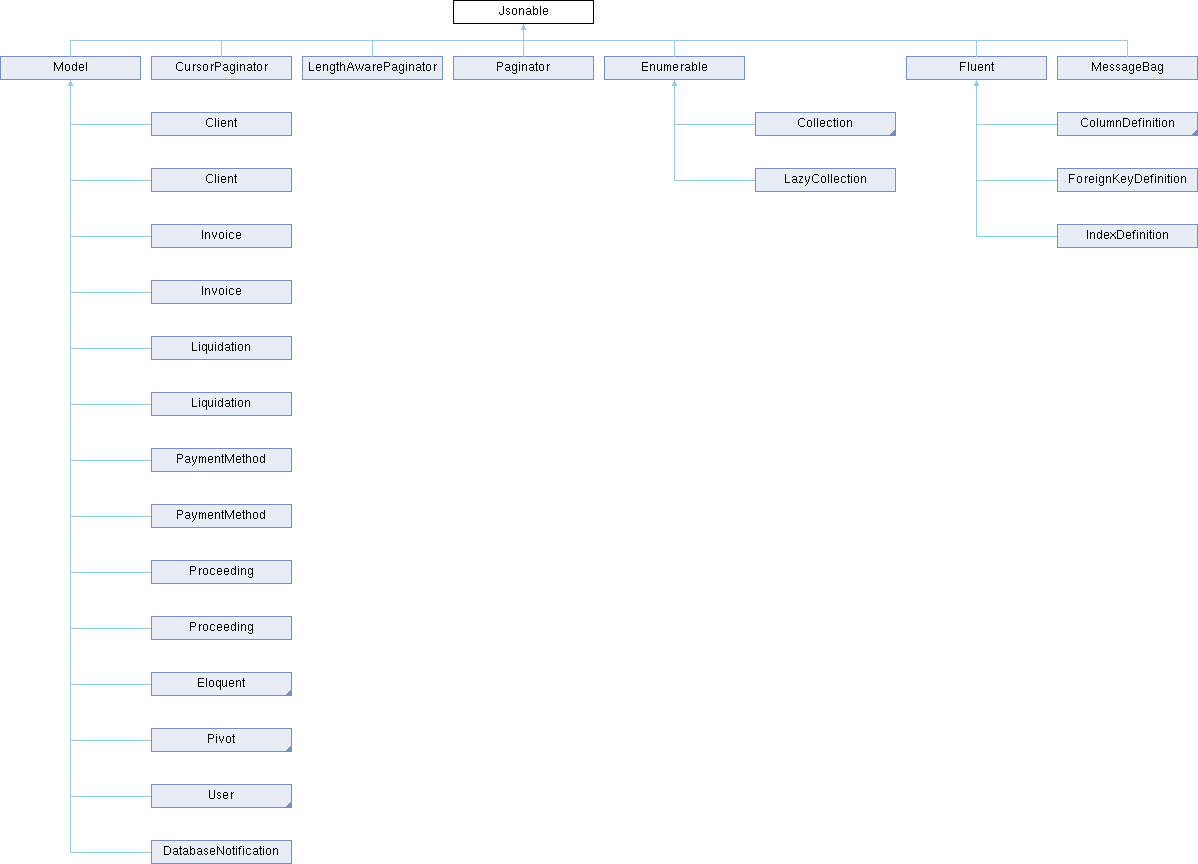 Jsonable
Model
CursorPaginator
LengthAwarePaginator
Paginator
Enumerable
Fluent
MessageBag
Client
Collection
ColumnDefinition
Client
LazyCollection
ForeignKeyDefinition
Invoice
IndexDefinition
Invoice
Liquidation
Liquidation
PaymentMethod
PaymentMethod
Proceeding
Proceeding
Eloquent
Pivot
User
DatabaseNotification